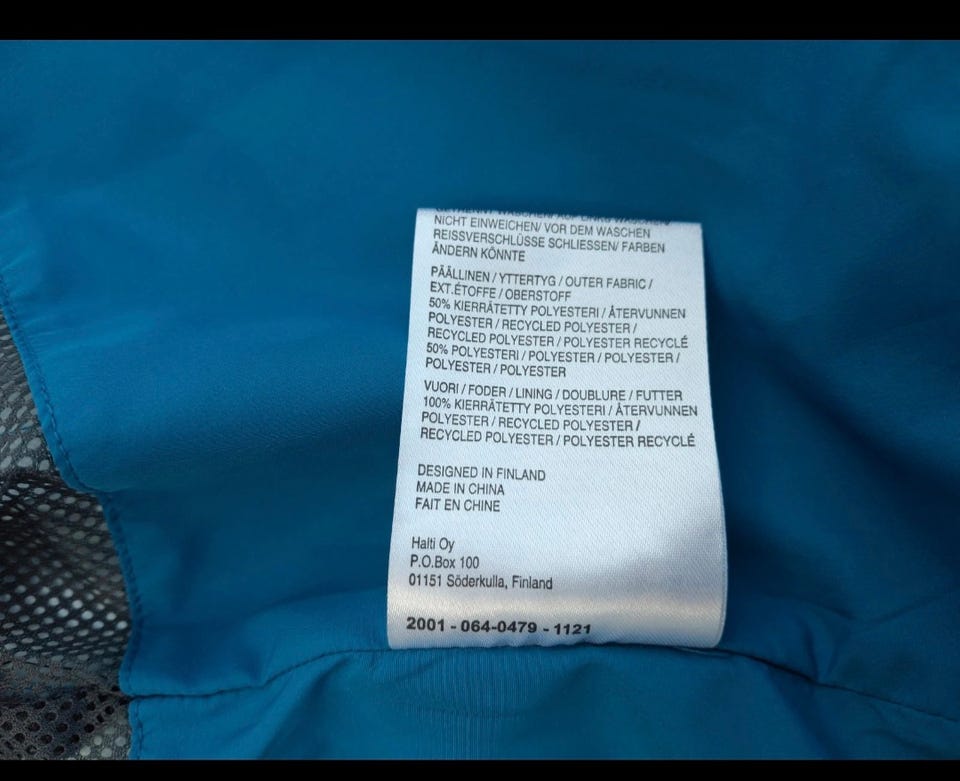 NICHT EINWEICHEN/ VOR DEM WASCHEN
REISSVERSCHLÜSSE SCHLIESSEN/ FARBEN
ÄNDERN KÖNNTE
PÄÄLLINEN / YTTERTYG / OUTER FABRIC /
EXT.ÉTOFFE / OBERSTOFF
50% KIERRÄTETTY POLYESTERI / ÅTERVUNNEN
POLYESTER / RECYCLED POLYESTER /
RECYCLED POLYESTER / POLYESTER RECYCLÉ
50% POLYESTERI / POLYESTER / POLYESTER /
POLYESTER / POLYESTER
VUORI / FODER / LINING / DOUBLURE / FUTTER
100% KIERRÄTETTY POLYESTERI / ÅTERVUNNEN
POLYESTER / RECYCLED POLYESTER /
RECYCLED POLYESTER / POLYESTER RECYCLÉ
DESIGNED IN FINLAND
MADE IN CHINA
FAIT EN CHINE
Halti Oy
P.O.Box 100
01151 Söderkulla, Finland
2001 - 064-0479 - 1121